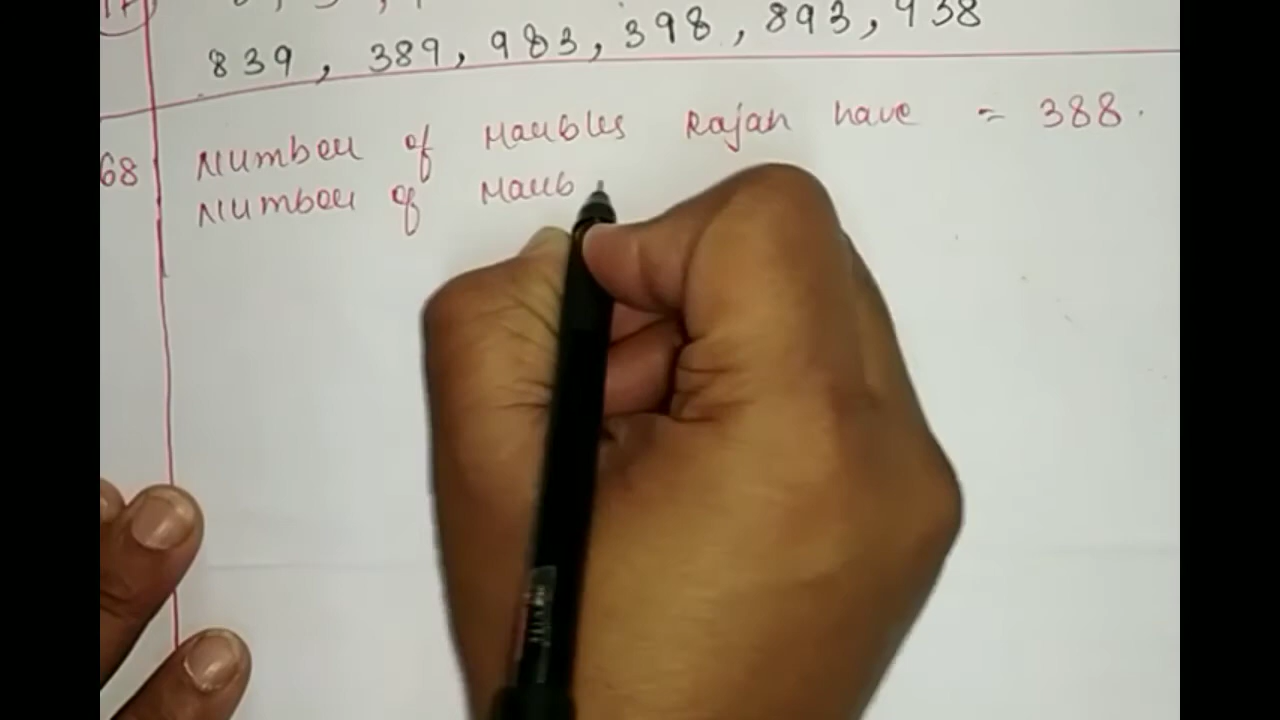 839, 389, 983, 398, 893, 938
68 Number of Marbles Rajan have = 388.
Number of Marb